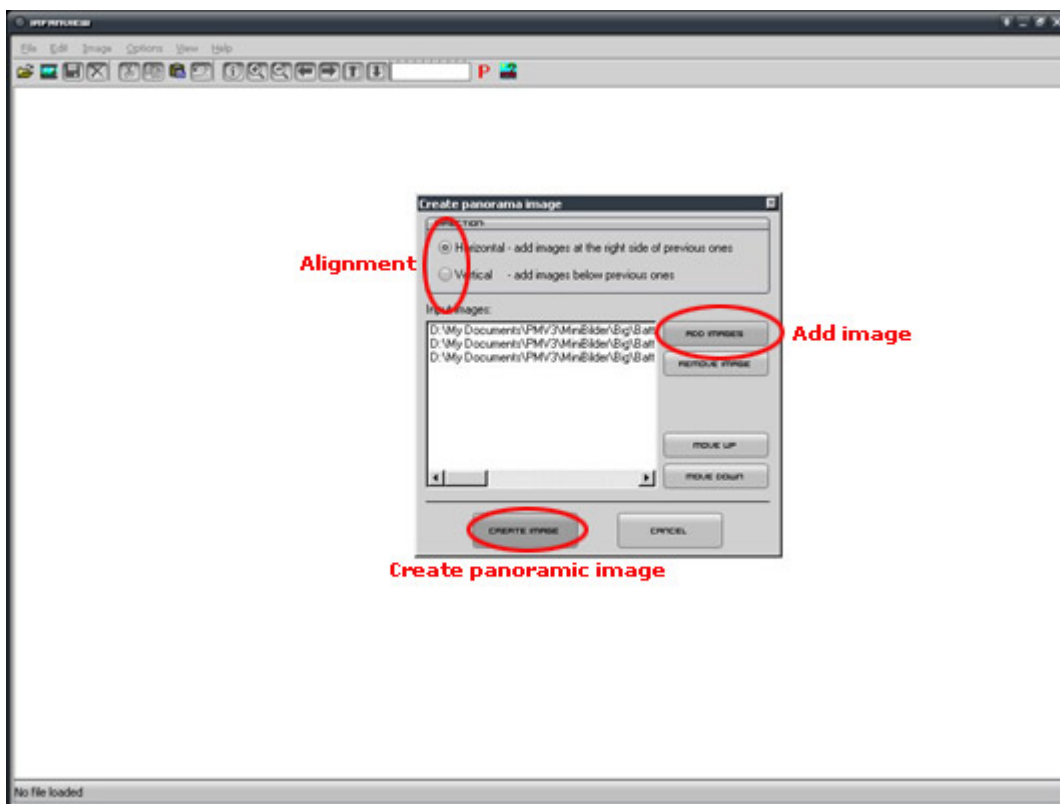 IRFANVIEW
File Edit Image Options View Help
P
Create panorama image
DIRECTION
Horizontal - add images at the right side of previous ones
Alignment
Vertical - add images below previous ones
Input images:
D:\My Documents\PMV3\MiniBilder\Big\Batt
D:\My Documents\PMV3\MiniBilder\Big\Batt
D:\My Documents\PMV3\MiniBilder\Big\Batt
ADD IMAGES
Add image
REMOVE IMAGE
MOVE UP
MOVE DOWN
CREATE IMAGE
CANCEL
Create panoramic image
No file loaded